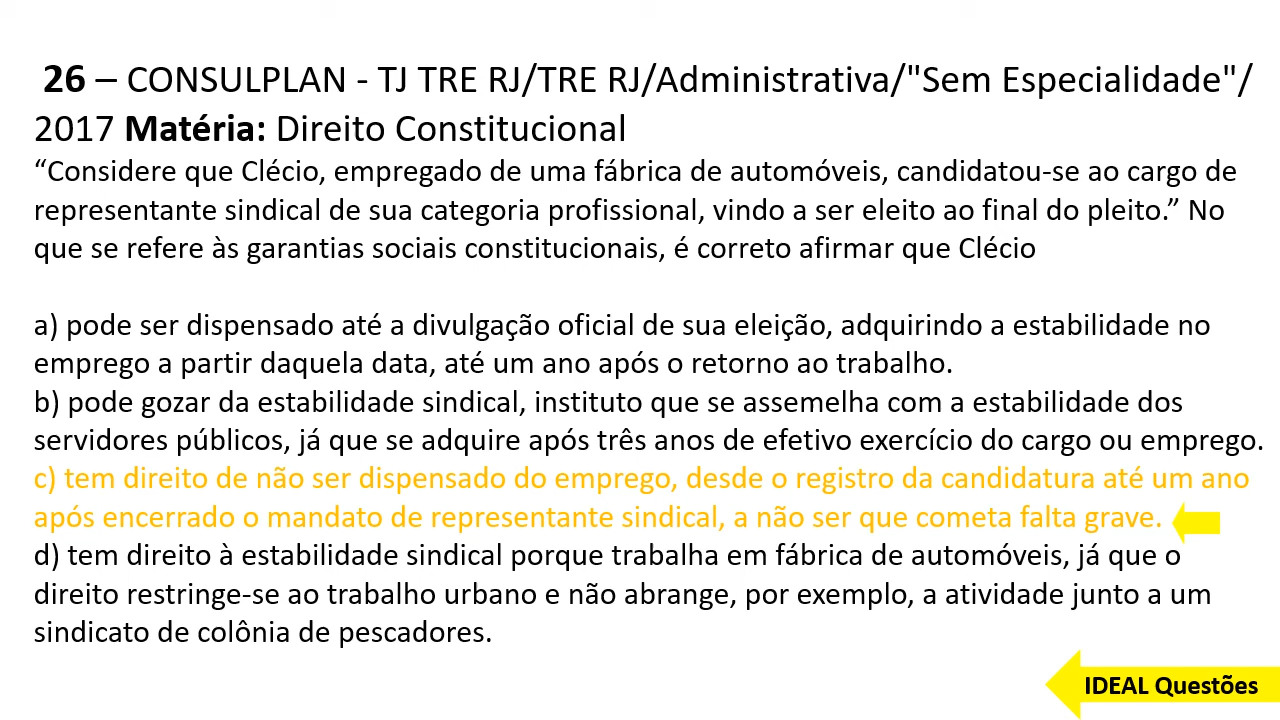 26 – CONSULPLAN - TJ TRE RJ/TRE RJ/Administrativa/"Sem Especialidade"/
2017 Matéria: Direito Constitucional
“Considere que Clécio, empregado de uma fábrica de automóveis, candidatou-se ao cargo de
representante sindical de sua categoria profissional, vindo a ser eleito ao final do pleito.” No
que se refere às garantias sociais constitucionais, é correto afirmar que Clécio
a) pode ser dispensado até a divulgação oficial de sua eleição, adquirindo a estabilidade no
emprego a partir daquela data, até um ano após o retorno ao trabalho.
b) pode gozar da estabilidade sindical, instituto que se assemelha com a estabilidade dos
servidores públicos, já que se adquire após três anos de efetivo exercício do cargo ou emprego.
c) tem direito de não ser dispensado do emprego, desde o registro da candidatura até um ano
após encerrado o mandato de representante sindical, a não ser que cometa falta grave.
d) tem direito à estabilidade sindical porque trabalha em fábrica de automóveis, já que o
direito restringe-se ao trabalho urbano e não abrange, por exemplo, a atividade junto a um
sindicato de colônia de pescadores.
IDEAL Questões